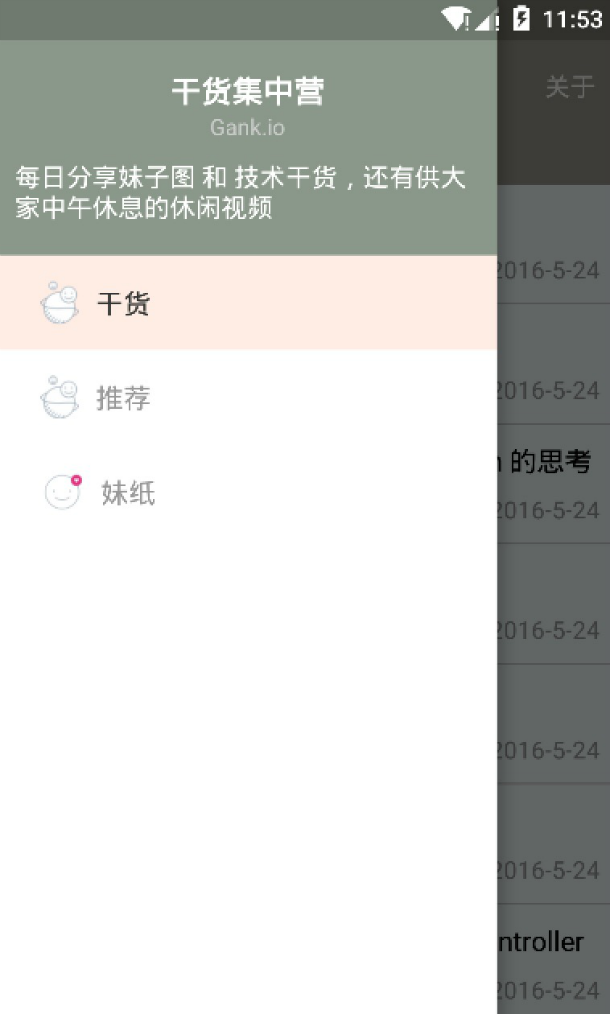 11:53
干货集中营
Gank.io
每日分享妹子图 和 技术干货，还有供大
家中午休息的休闲视频
干货
推荐
妹纸
关于
2016-5-24
2016-5-24
的思考
2016-5-24
2016-5-24
2016-5-24
2016-5-24
ntroller
2016-5-24